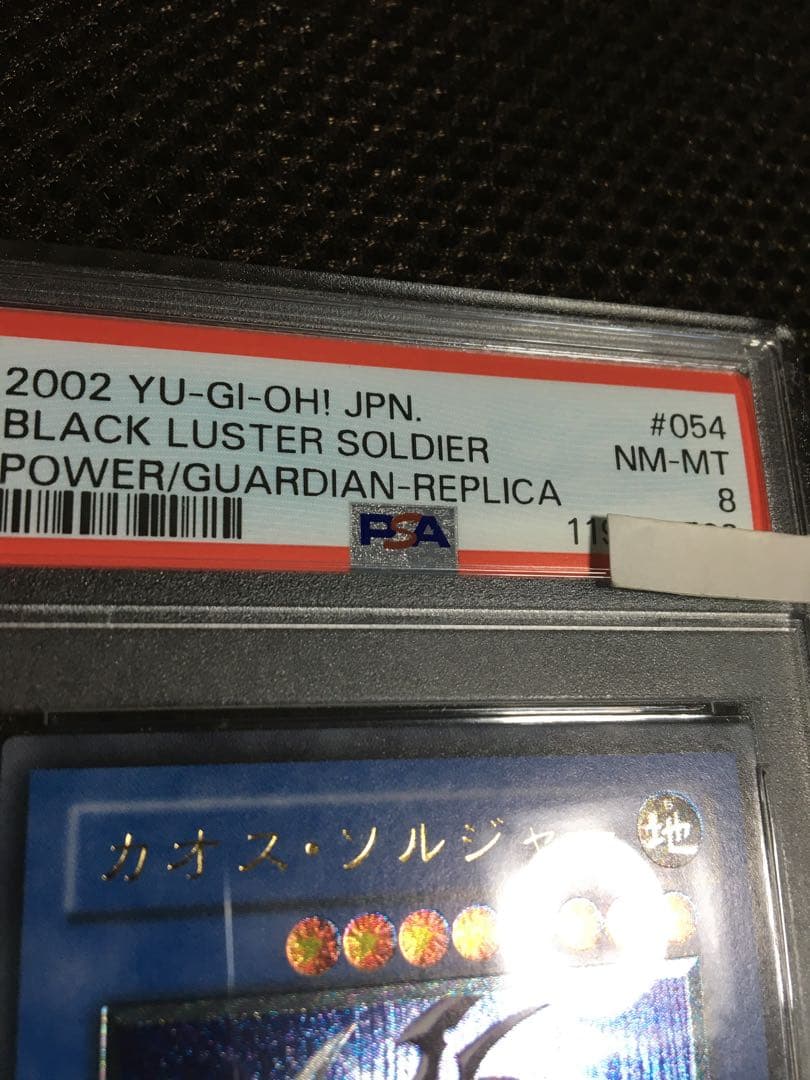 2002 YU-GI-OH! JPN.
#054
BLACK LUSTER SOLDIER
NM-MT
POWER/GUARDIAN-REPLICA
8
PSA
カオス・ソルジャー
地